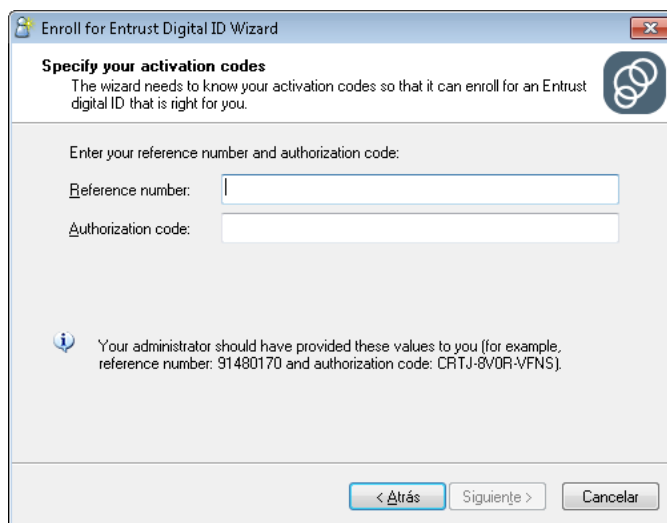 Enroll for Entrust Digital ID Wizard
Specify your activation codes
The wizard needs to know your activation codes so that it can enroll for an Entrust
digital ID that is right for you.
Enter your reference number and authorization code:
Reference number:
Authorization code:
Your administrator should have provided these values to you (for example,
reference number: 91480170 and authorization code: CRTJ-8V0R-VFNS).
< Atrás
Siguiente >
Cancelar